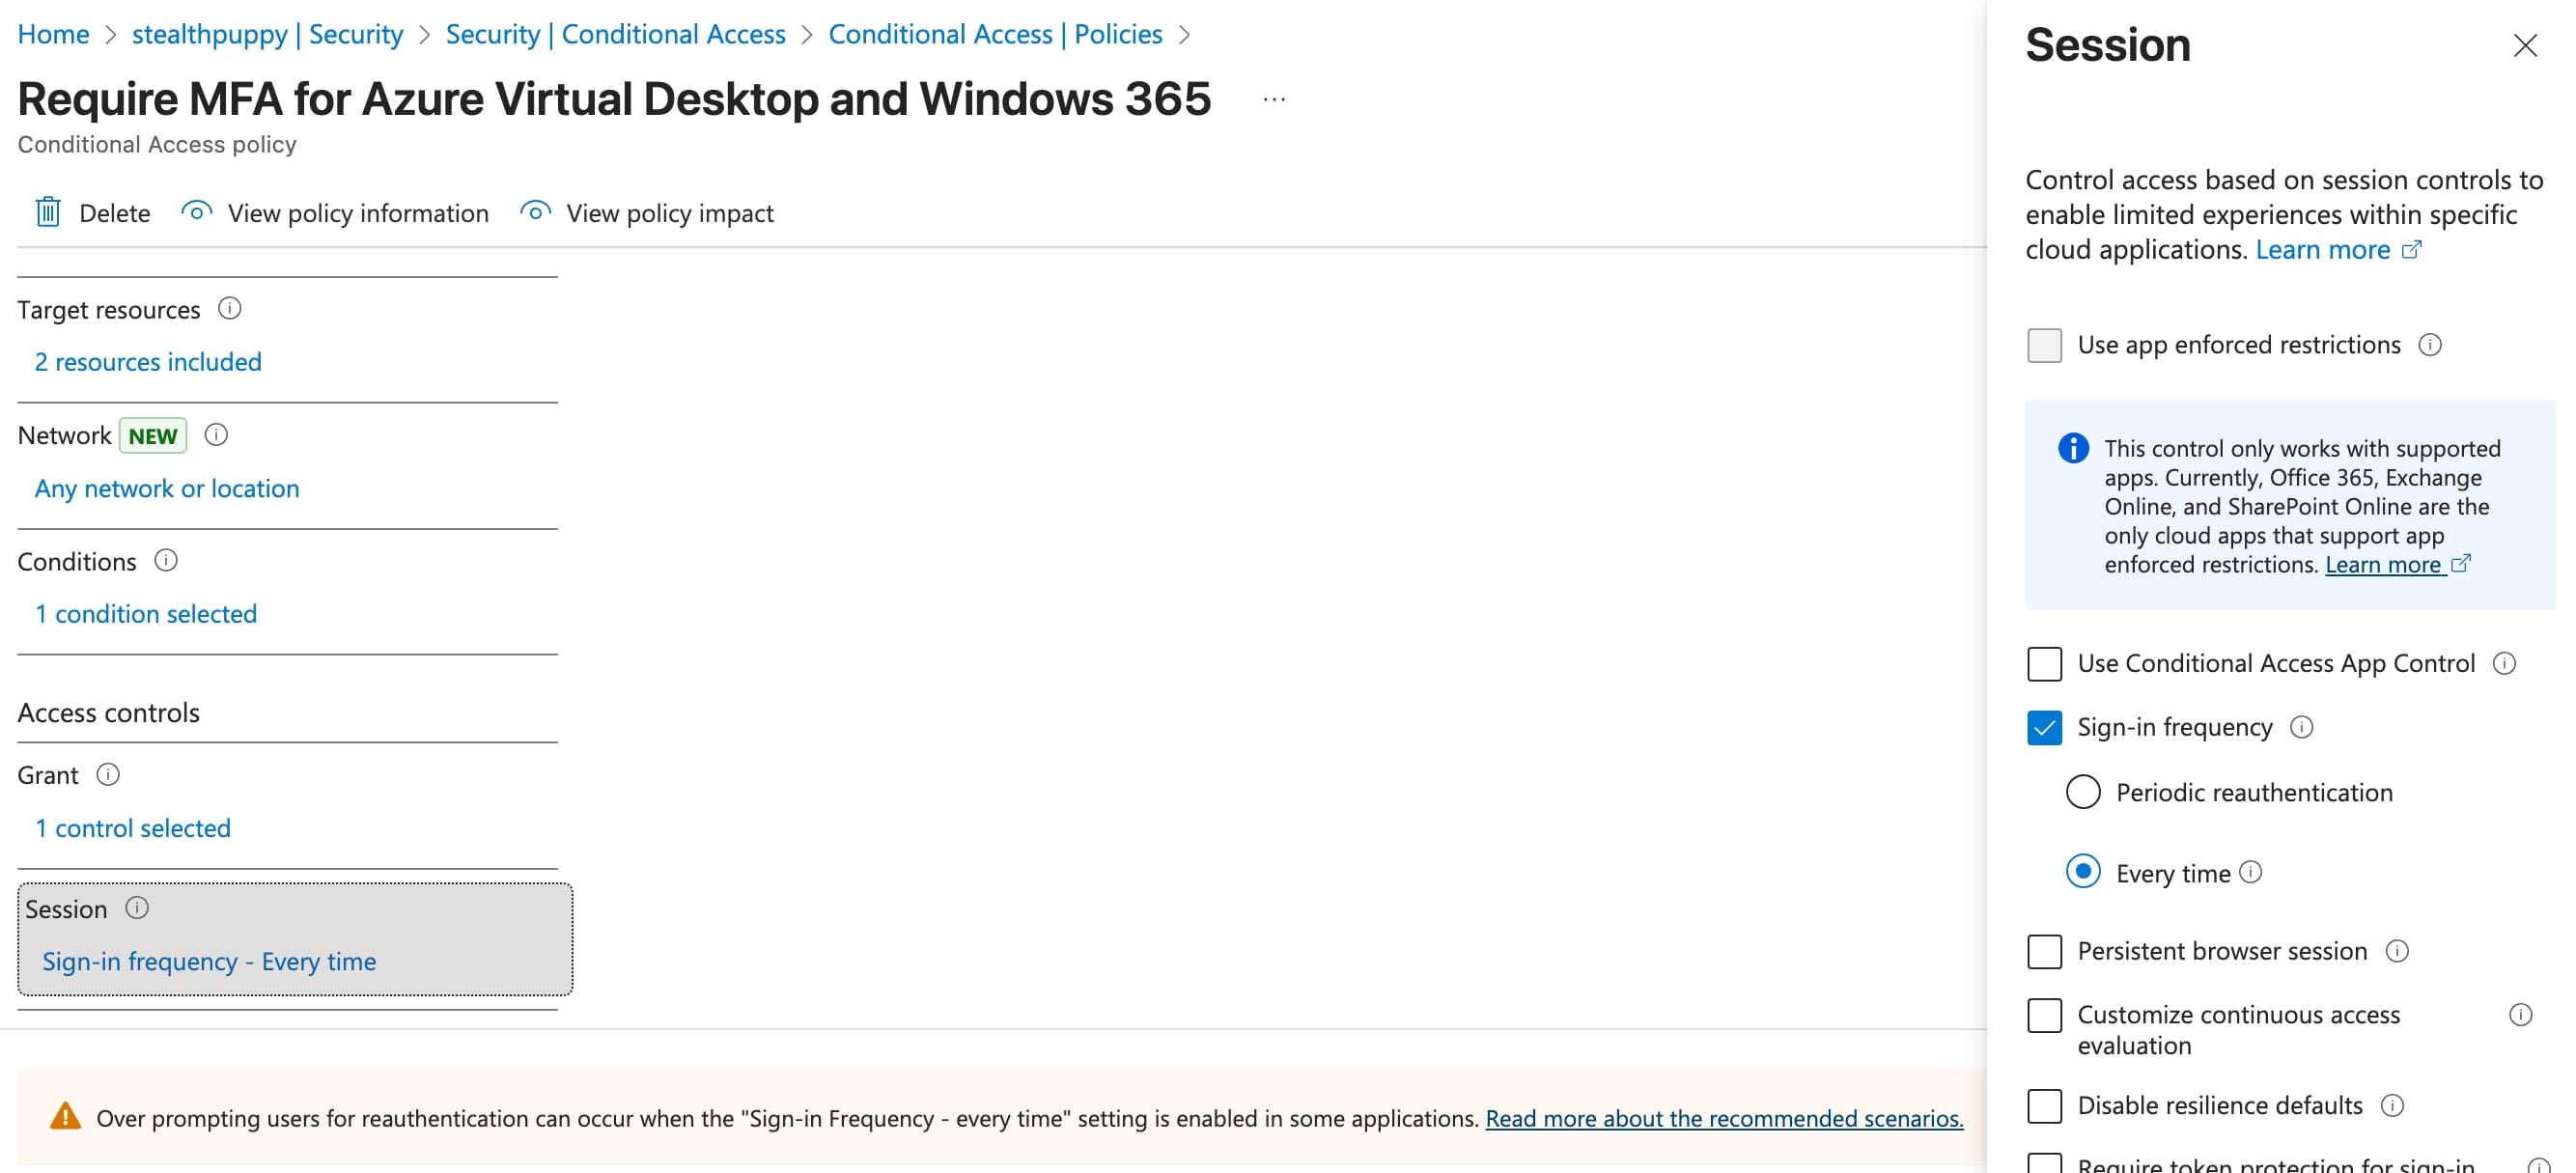 Home > stealthpuppy | Security > Security | Conditional Access > Conditional Access | Policies >
Require MFA for Azure Virtual Desktop and Windows 365 ...
Conditional Access policy
Delete View policy information View policy impact
Target resources
2 resources included
Network NEW
Any network or location
Conditions
1 condition selected
Access controls
Grant
1 control selected
Session
Sign-in frequency - Every time
Over prompting users for reauthentication can occur when the "Sign-in Frequency - every time" setting is enabled in some applications. Read more about the recommended scenarios.
Session
Control access based on session controls to
enable limited experiences within specific
cloud applications. Learn more
Use app enforced restrictions
This control only works with supported
apps. Currently, Office 365, Exchange
Online, and SharePoint Online are the
only cloud apps that support app
enforced restrictions. Learn more
Use Conditional Access App Control
Sign-in frequency
Periodic reauthentication
Every time
Persistent browser session
Customize continuous access
evaluation
Disable resilience defaults
Require token protection for sign-in